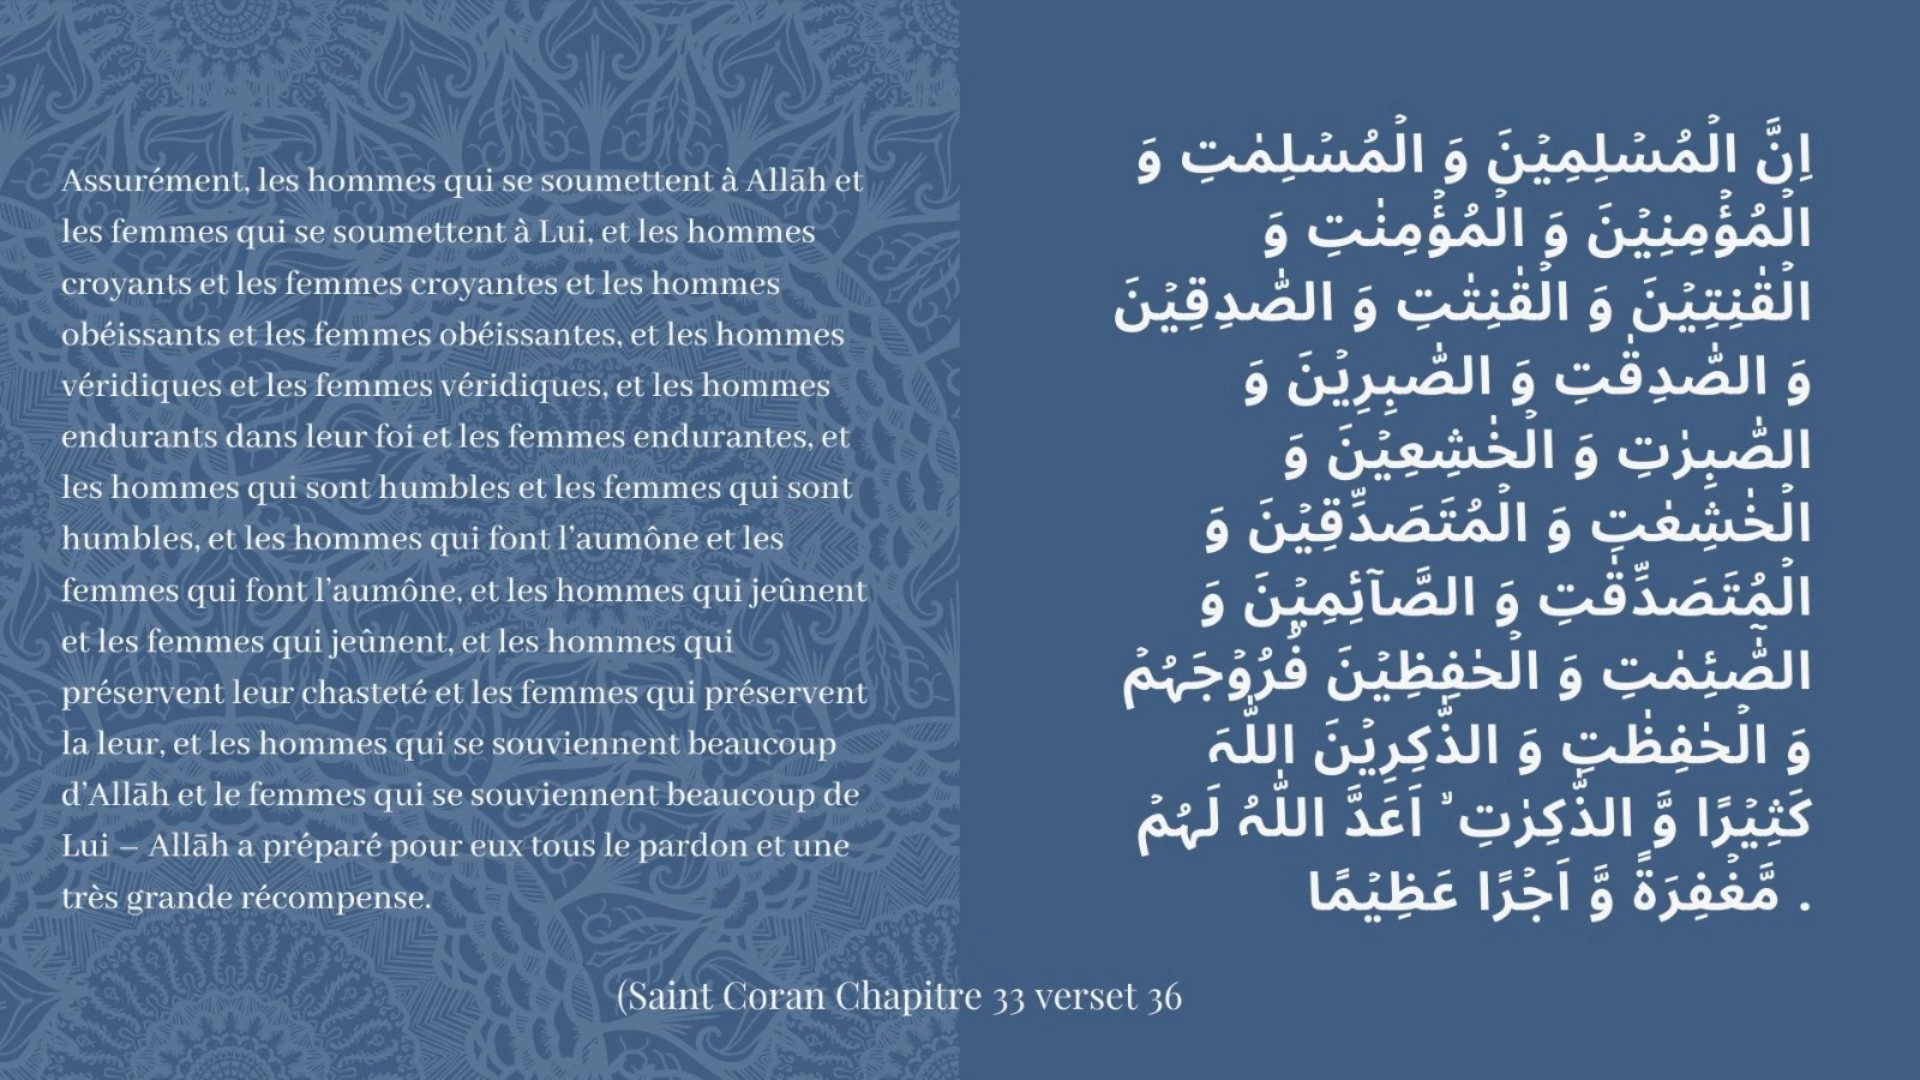 Assurément, les hommes qui se soumettent à Allāh et
les femmes qui se soumettent à Lui, et les hommes
croyants et les femmes croyantes et les hommes
obéissants et les femmes obéissantes, et les hommes
véridiques et les femmes véridiques, et les hommes
endurants dans leur foi et les femmes endurantes, et
les hommes qui sont humbles et les femmes qui sont
humbles, et les hommes qui font l’aumône et les
femmes qui font l’aumône, et les hommes qui jeûnent
et les femmes qui jeûnent, et les hommes qui
préservent leur chasteté et les femmes qui préservent
la leur, et les hommes qui se souviennent beaucoup
d’Allāh et le femmes qui se souviennent beaucoup de
Lui – Allāh a préparé pour eux tous le pardon et une
très grande récompense.
اِنَّ الۡمُسۡلِمِیۡنَ وَ الۡمُسۡلِمٰتِ وَ
الۡمُؤۡمِنِیۡنَ وَ الۡمُؤۡمِنٰتِ وَ
الۡقٰنِتِیۡنَ وَ الۡقٰنِتٰتِ وَ الصّٰدِقِیۡنَ
وَ الصّٰدِقٰتِ وَ الصّٰبِرِیۡنَ وَ
الصّٰبِرٰتِ وَ الۡخٰشِعِیۡنَ وَ
الۡخٰشِعٰتِ وَ الۡمُتَصَدِّقِیۡنَ وَ
الۡمُتَصَدِّقٰتِ وَ الصَّآئِمِیۡنَ وَ
الصّٰٓئِمٰتِ وَ الۡحٰفِظِیۡنَ فُرُوۡجَہُمۡ
وَ الۡحٰفِظٰتِ وَ الذّٰکِرِیۡنَ اللّٰہَ
کَثِیۡرًا وَّ الذّٰکِرٰتِ ۙ اَعَدَّ اللّٰہُ لَہُمۡ
مَّغۡفِرَۃً وَّ اَجۡرًا عَظِیۡمًا .
(Saint Coran Chapitre 33 verset 36